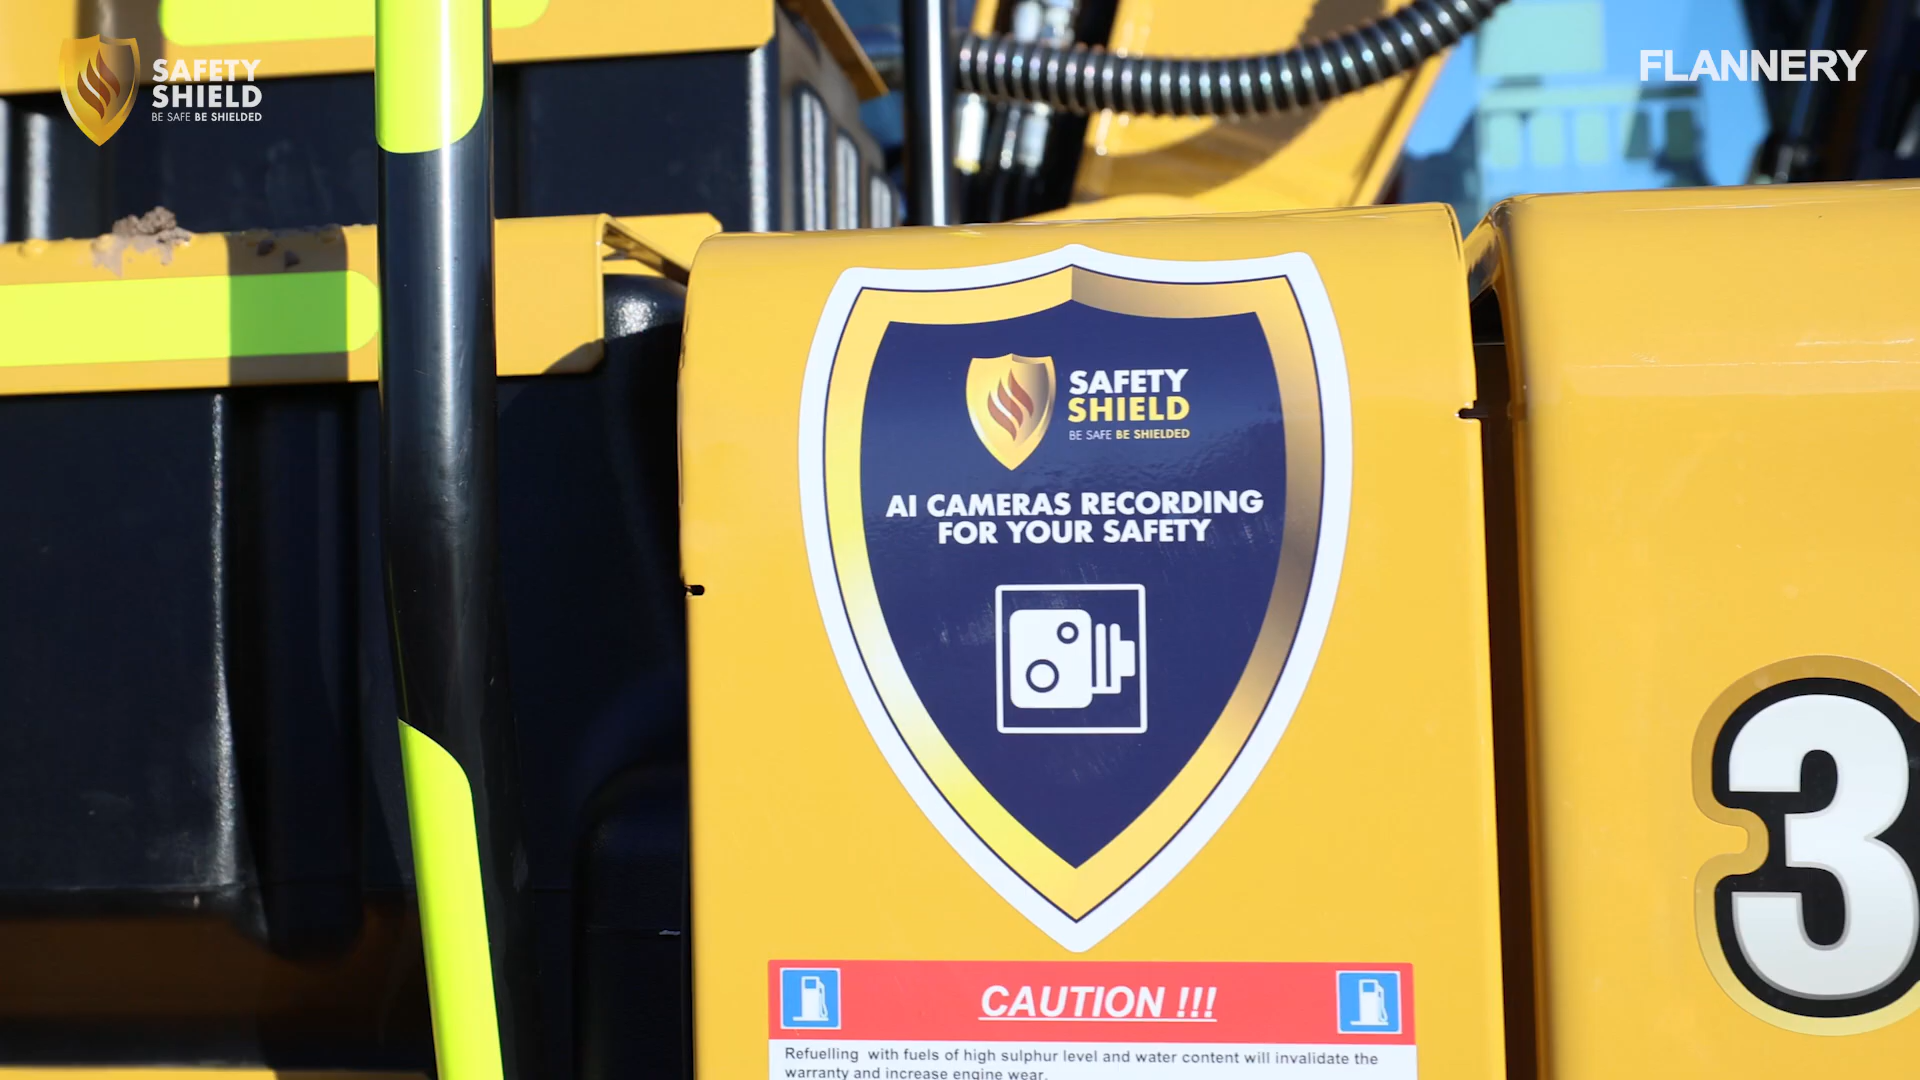 SAFETY
SHIELD
BE SAFE BE SHIELDED
FLANNERY
SAFETY
SHIELD
BE SAFE BE SHIELDED
AI CAMERAS RECORDING
FOR YOUR SAFETY
3
CAUTION !!!
Refuelling with fuels of high sulphur level and water content will invalidate the
warranty and increase engine wear.